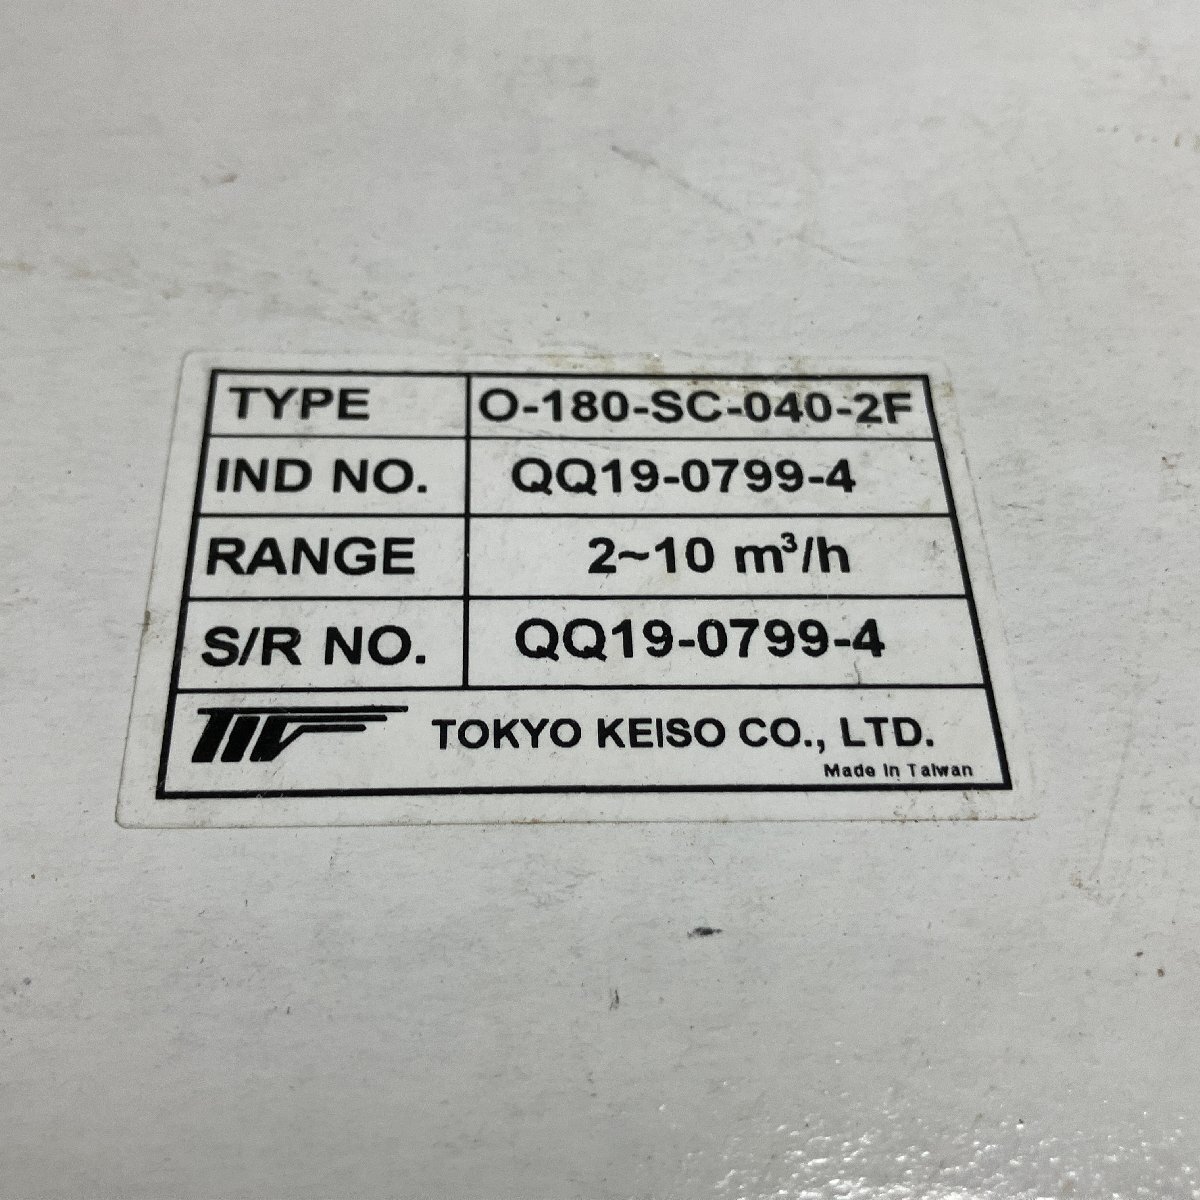 TYPE O-180-SC-040-2F
IND NO. QQ19-0799-4
RANGE 2~10 m³/h
S/R NO. QQ19-0799-4
TOKYO KEISO CO., LTD.
Made In Taiwan